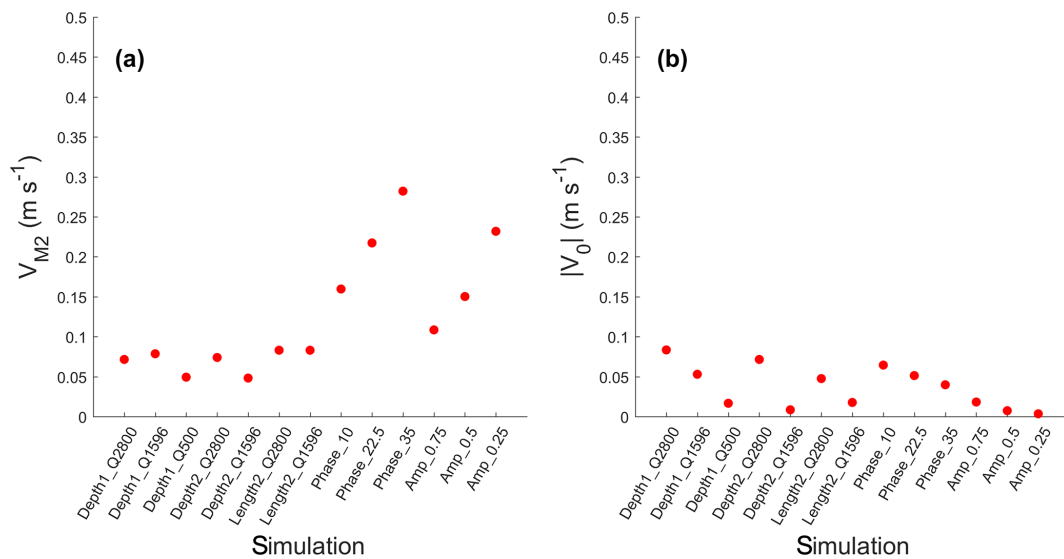 (a)
V_M2 (m s^-1)
0.5
0.45
0.4
0.35
0.3
0.25
0.2
0.15
0.1
0.05
0
Depth1_Q2800
Depth1_Q1596
Depth1_Q500
Depth2_Q2800
Depth2_Q1596
Length2_Q2800
Length2_Q1596
Phase_10
Phase_22.5
Phase_35
Amp_0.75
Amp_0.5
Amp_0.25
Simulation
(b)
|V_0| (m s^-1)
0.5
0.45
0.4
0.35
0.3
0.25
0.2
0.15
0.1
0.05
0
Depth1_Q2800
Depth1_Q1596
Depth1_Q500
Depth2_Q2800
Depth2_Q1596
Length2_Q2800
Length2_Q1596
Phase_10
Phase_22.5
Phase_35
Amp_0.75
Amp_0.5
Amp_0.25
Simulation